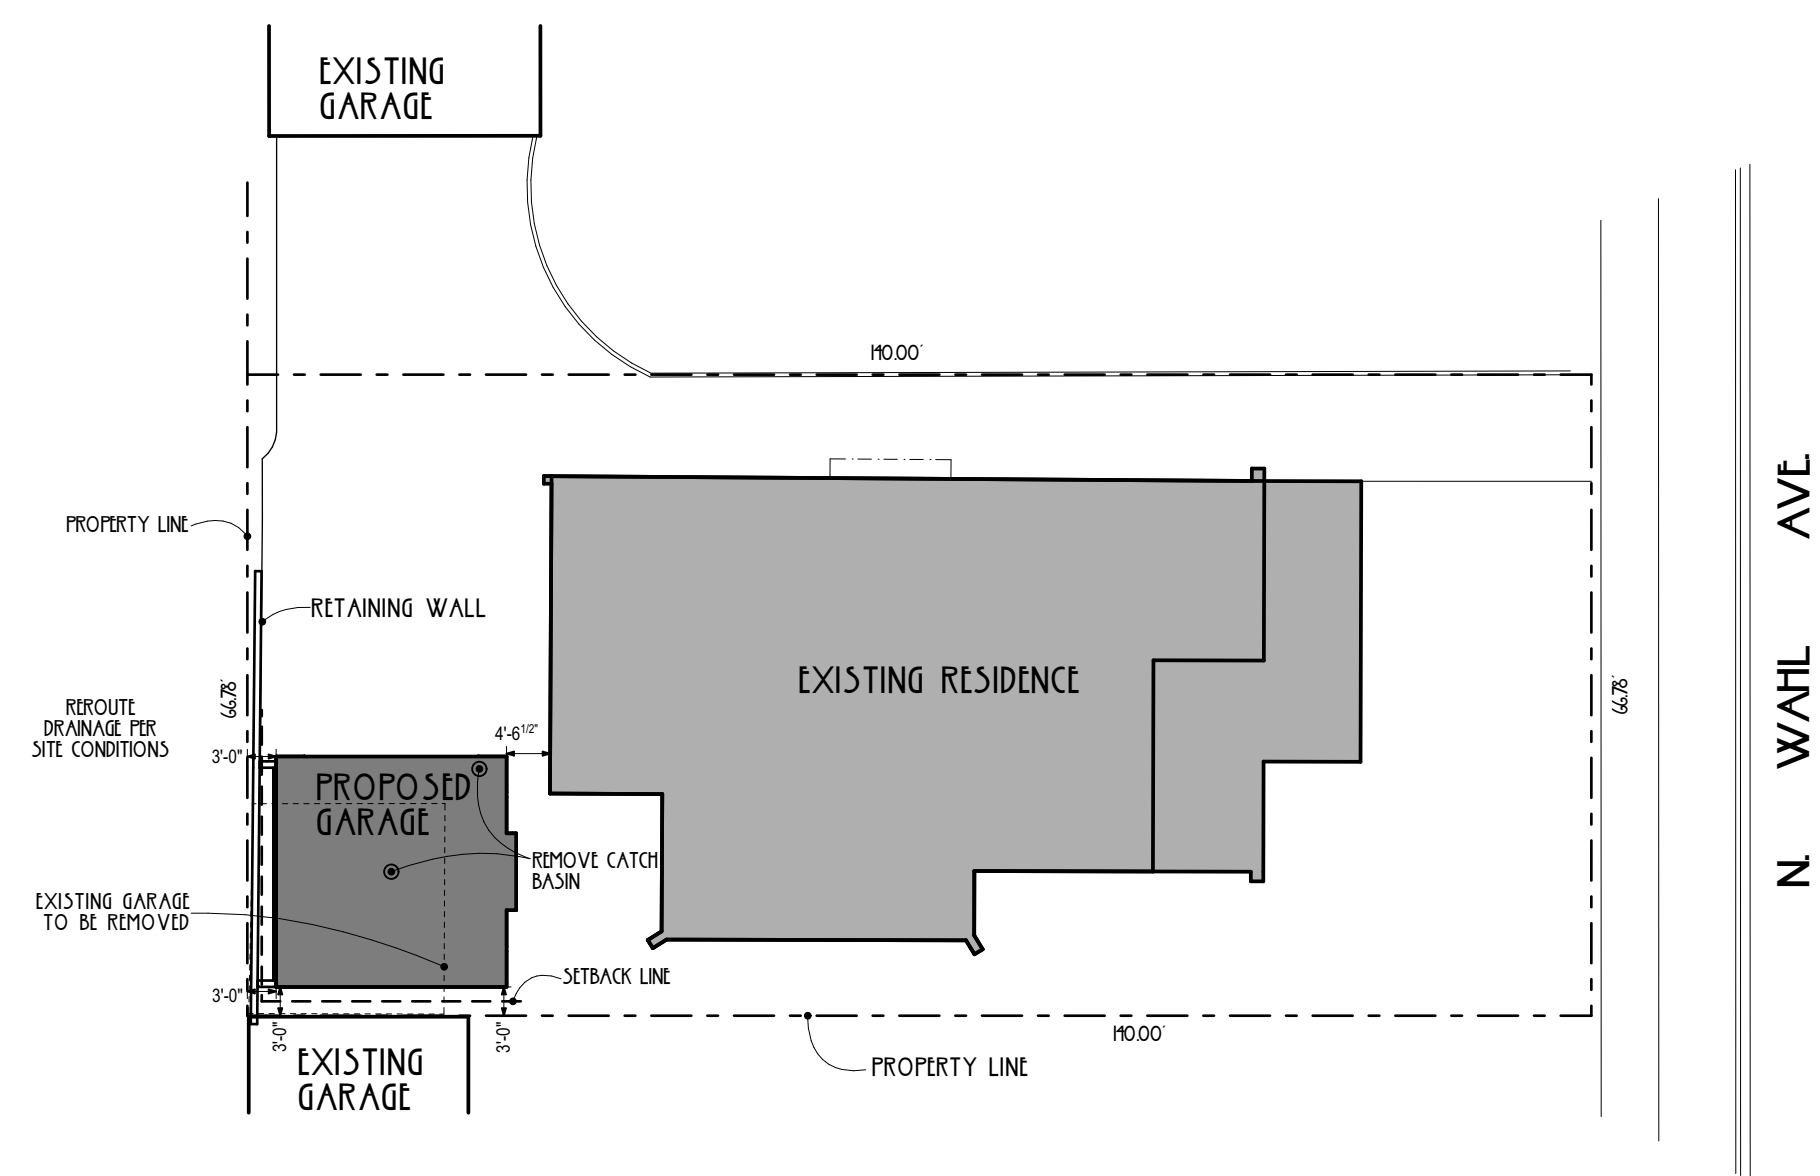 EXISTING
GARAGE
140.00'
PROPERTY LINE
RETAINING WALL
EXISTING RESIDENCE
66.78'
66.78'
N. WAHL AVE.
REROUTE
DRAINAGE PER
SITE CONDITIONS
3'-0"
4'-6 1/2"
PROPOSED
GARAGE
REMOVE CATCH
BASIN
EXISTING GARAGE
TO BE REMOVED
SETBACK LINE
3'-0"
3'-0"
3'-0"
140.00'
EXISTING
GARAGE
PROPERTY LINE